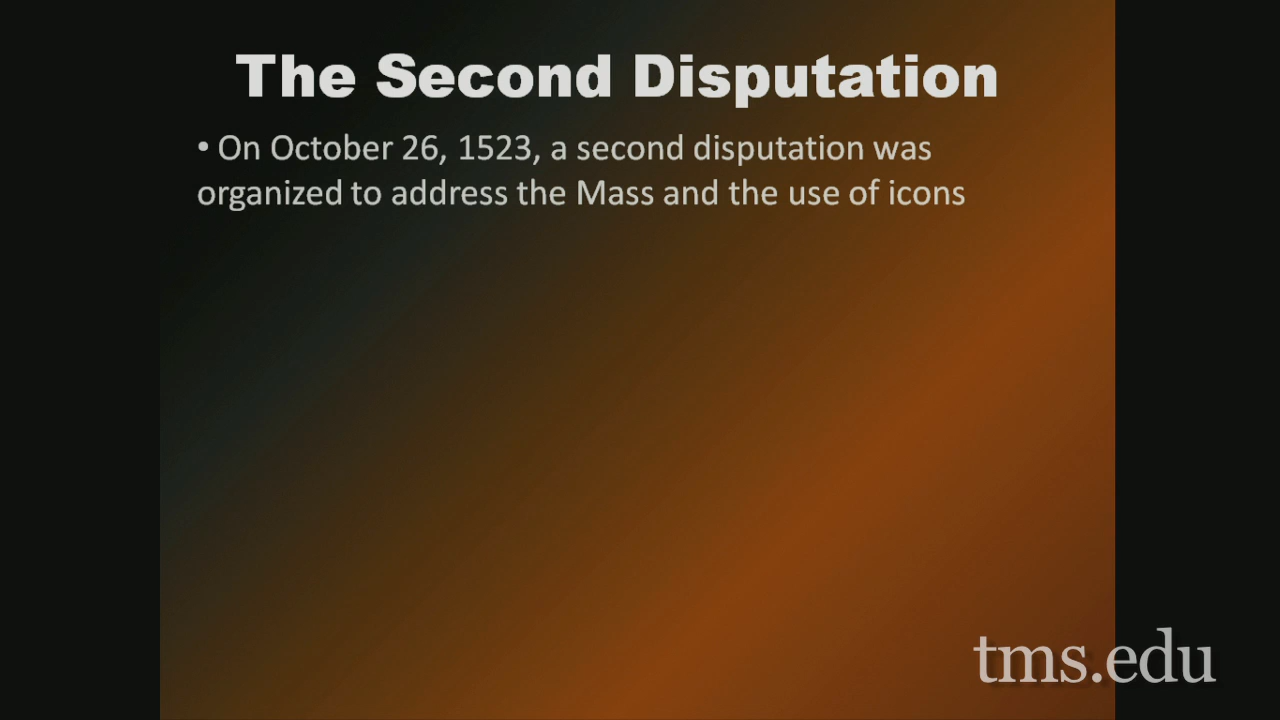 The Second Disputation
• On October 26, 1523, a second disputation was
organized to address the Mass and the use of icons
tms.edu